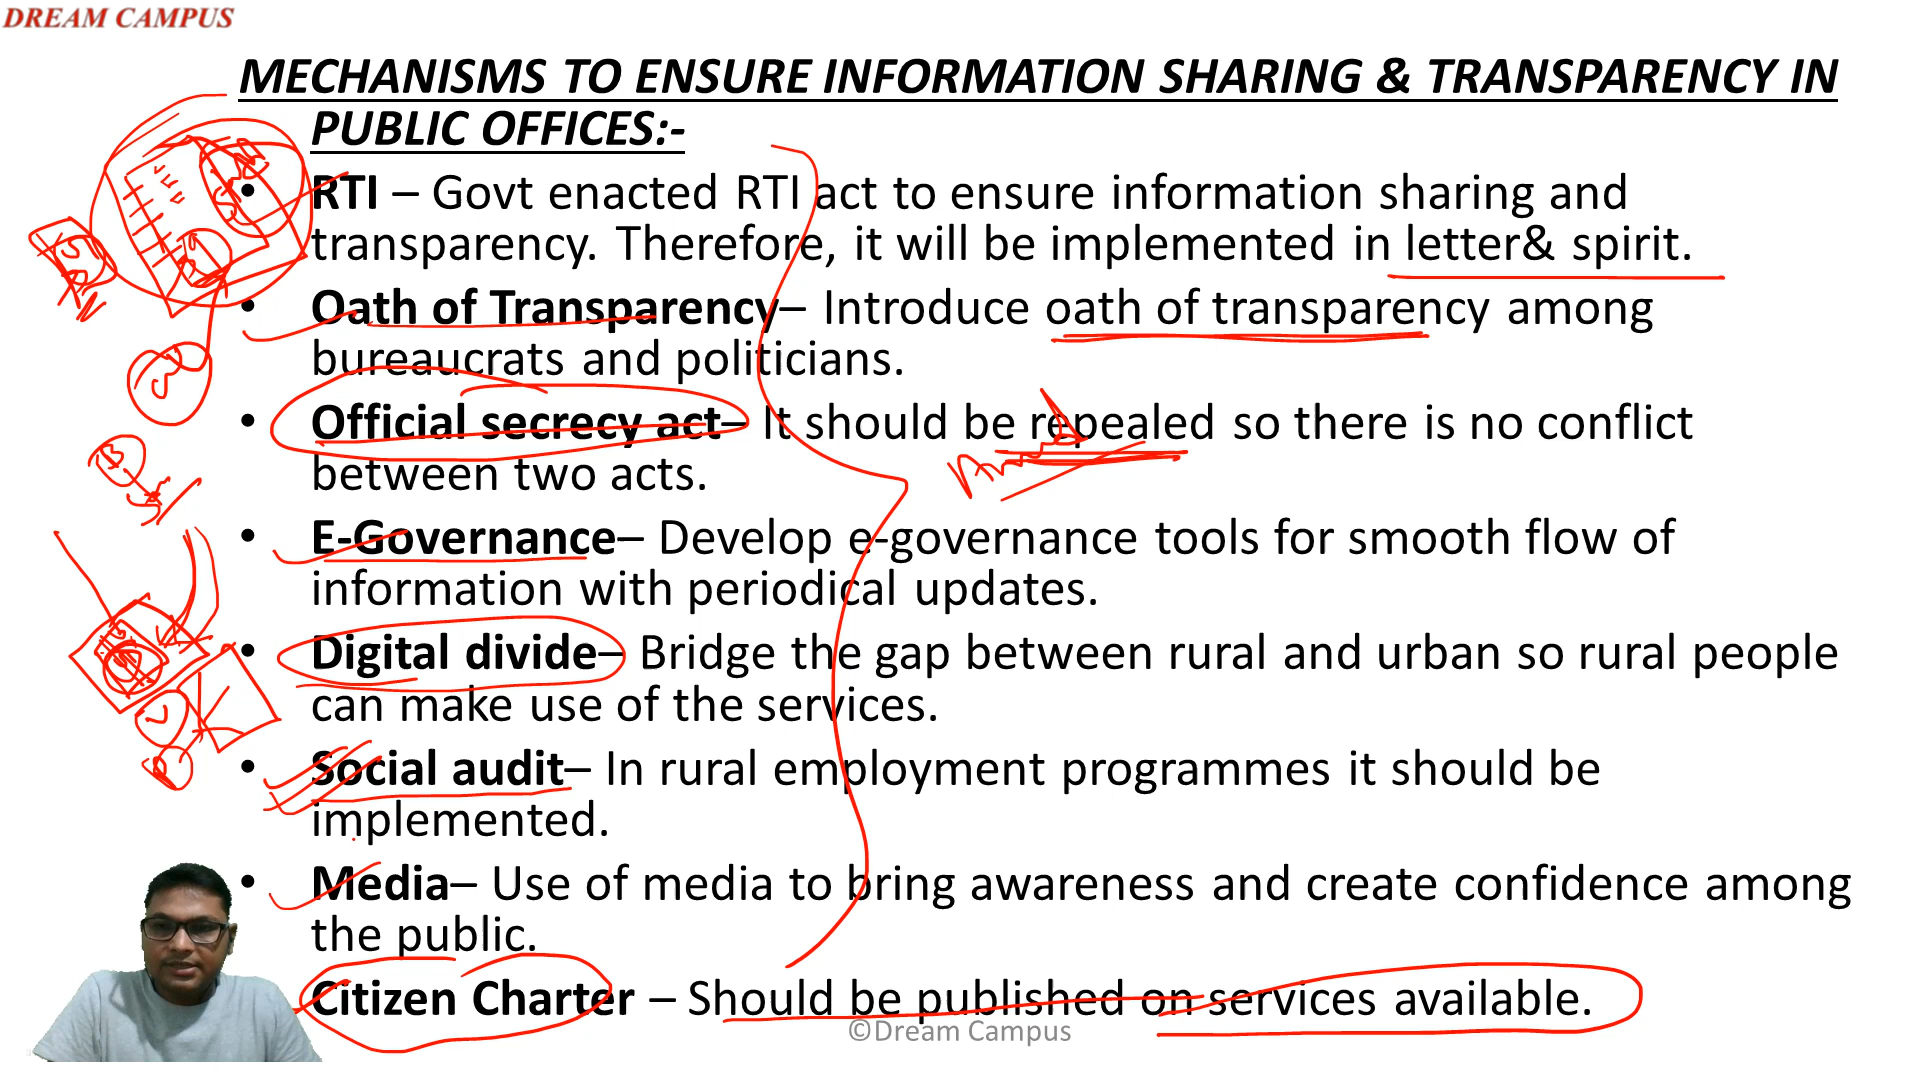 DREAM CAMPUS
MECHANISMS TO ENSURE INFORMATION SHARING & TRANSPARENCY IN
PUBLIC OFFICES:-
• RTI – Govt enacted RTI act to ensure information sharing and
transparency. Therefore, it will be implemented in letter& spirit.
• Oath of Transparency– Introduce oath of transparency among
bureaucrats and politicians.
• Official secrecy act– It should be repealed so there is no conflict
between two acts.
• E-Governance– Develop e-governance tools for smooth flow of
information with periodical updates.
• Digital divide– Bridge the gap between rural and urban so rural people
can make use of the services.
• Social audit– In rural employment programmes it should be
implemented.
• Media– Use of media to bring awareness and create confidence among
the public.
Citizen Charter – Should be published on services available.
©Dream Campus